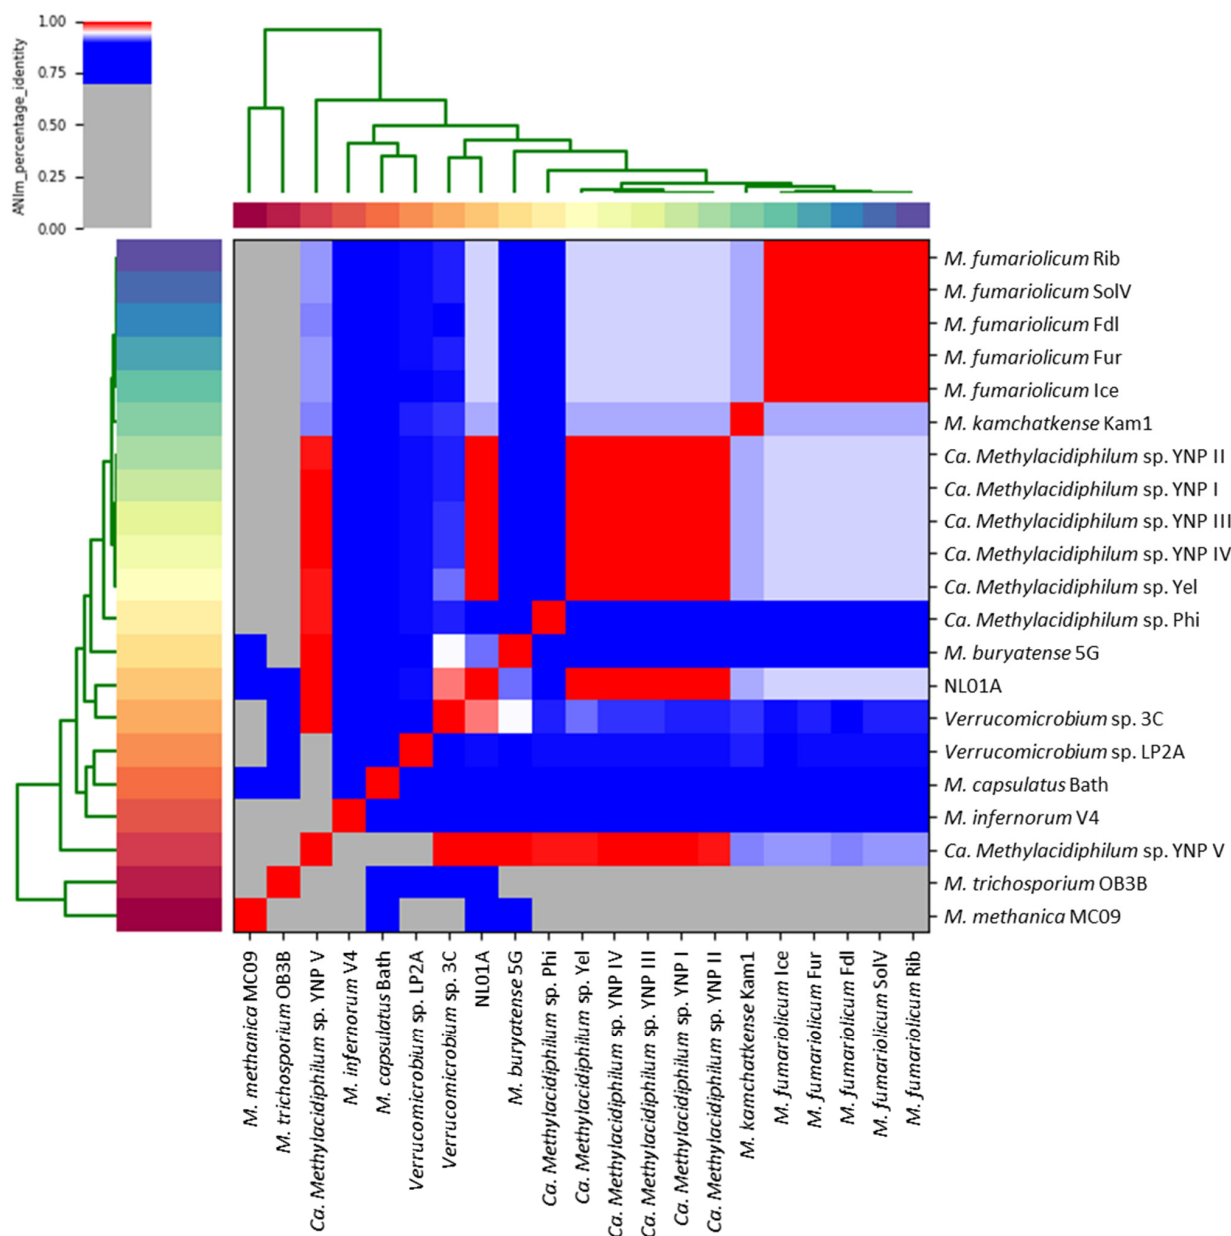 1.00
0.75
0.50
0.25
0.00
ANIm_percentage_identity
M. fumariolicum Rib
M. fumariolicum SolV
M. fumariolicum Fdl
M. fumariolicum Fur
M. fumariolicum Ice
M. kamchatkense Kam1
Ca. Methylacidiphilum sp. YNP II
Ca. Methylacidiphilum sp. YNP I
Ca. Methylacidiphilum sp. YNP III
Ca. Methylacidiphilum sp. YNP IV
Ca. Methylacidiphilum sp. Yel
Ca. Methylacidiphilum sp. Phi
M. buryatense 5G
NL01A
Verrucomicrobium sp. 3C
Verrucomicrobium sp. LP2A
M. capsulatus Bath
M. infernorum V4
Ca. Methylacidiphilum sp. YNP V
M. trichosporium OB3B
M. methanica MC09
M. methanica MC09
M. trichosporium OB3B
Ca. Methylacidiphilum sp. YNP V
M. infernorum V4
M. capsulatus Bath
Verrucomicrobium sp. LP2A
Verrucomicrobium sp. 3C
NL01A
M. buryatense 5G
Ca. Methylacidiphilum sp. Phi
Ca. Methylacidiphilum sp. Yel
Ca. Methylacidiphilum sp. YNP IV
Ca. Methylacidiphilum sp. YNP III
Ca. Methylacidiphilum sp. YNP I
Ca. Methylacidiphilum sp. YNP II
M. kamchatkense Kam1
M. fumariolicum Ice
M. fumariolicum Fur
M. fumariolicum Fdl
M. fumariolicum SolV
M. fumariolicum Rib